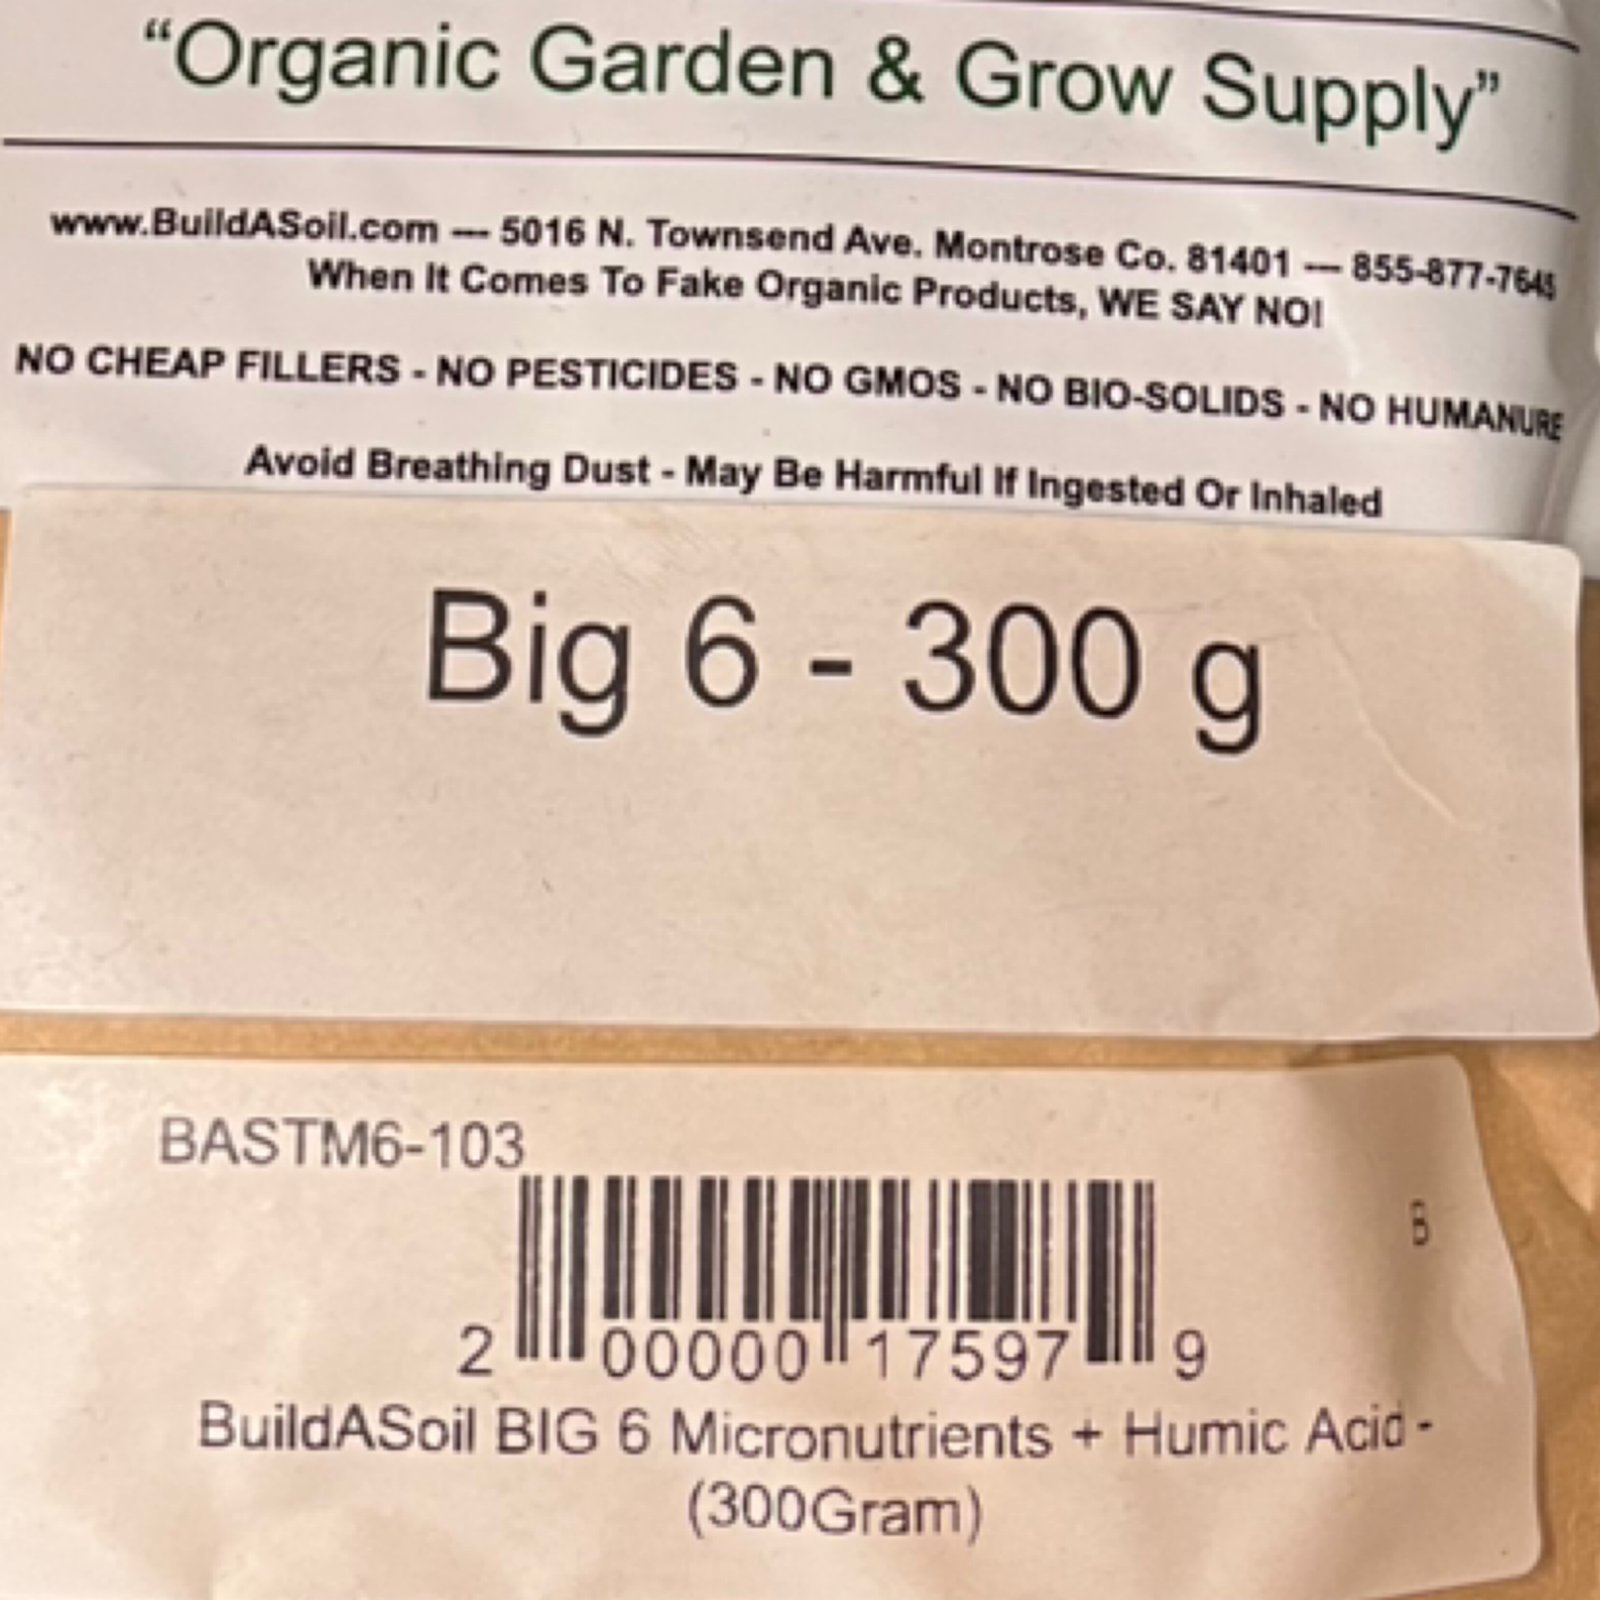 “Organic Garden & Grow Supply”
www.BuildASoil.com --- 5016 N. Townsend Ave. Montrose Co. 81401 --- 855-877-7645
When It Comes To Fake Organic Products, WE SAY NO!
NO CHEAP FILLERS - NO PESTICIDES - NO GMOS - NO BIO-SOLIDS - NO HUMANURE
Avoid Breathing Dust - May Be Harmful If Ingested Or Inhaled
Big 6 - 300 g
BASTM6-103
B
2 00000 17597 9
BuildASoil BIG 6 Micronutrients + Humic Acid -
(300Gram)